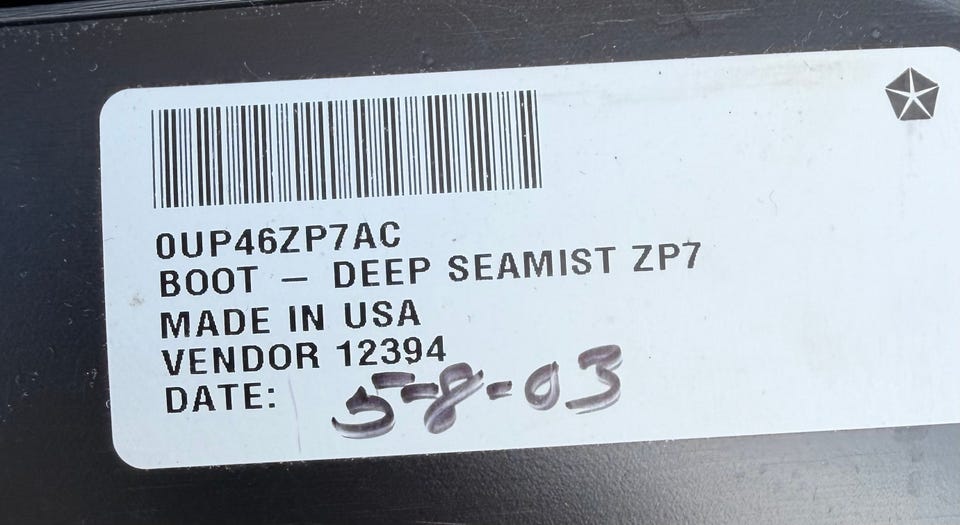 0UP46ZP7AC
BOOT – DEEP SEAMIST ZP7
MADE IN USA
VENDOR 12394
DATE: 5-8-03